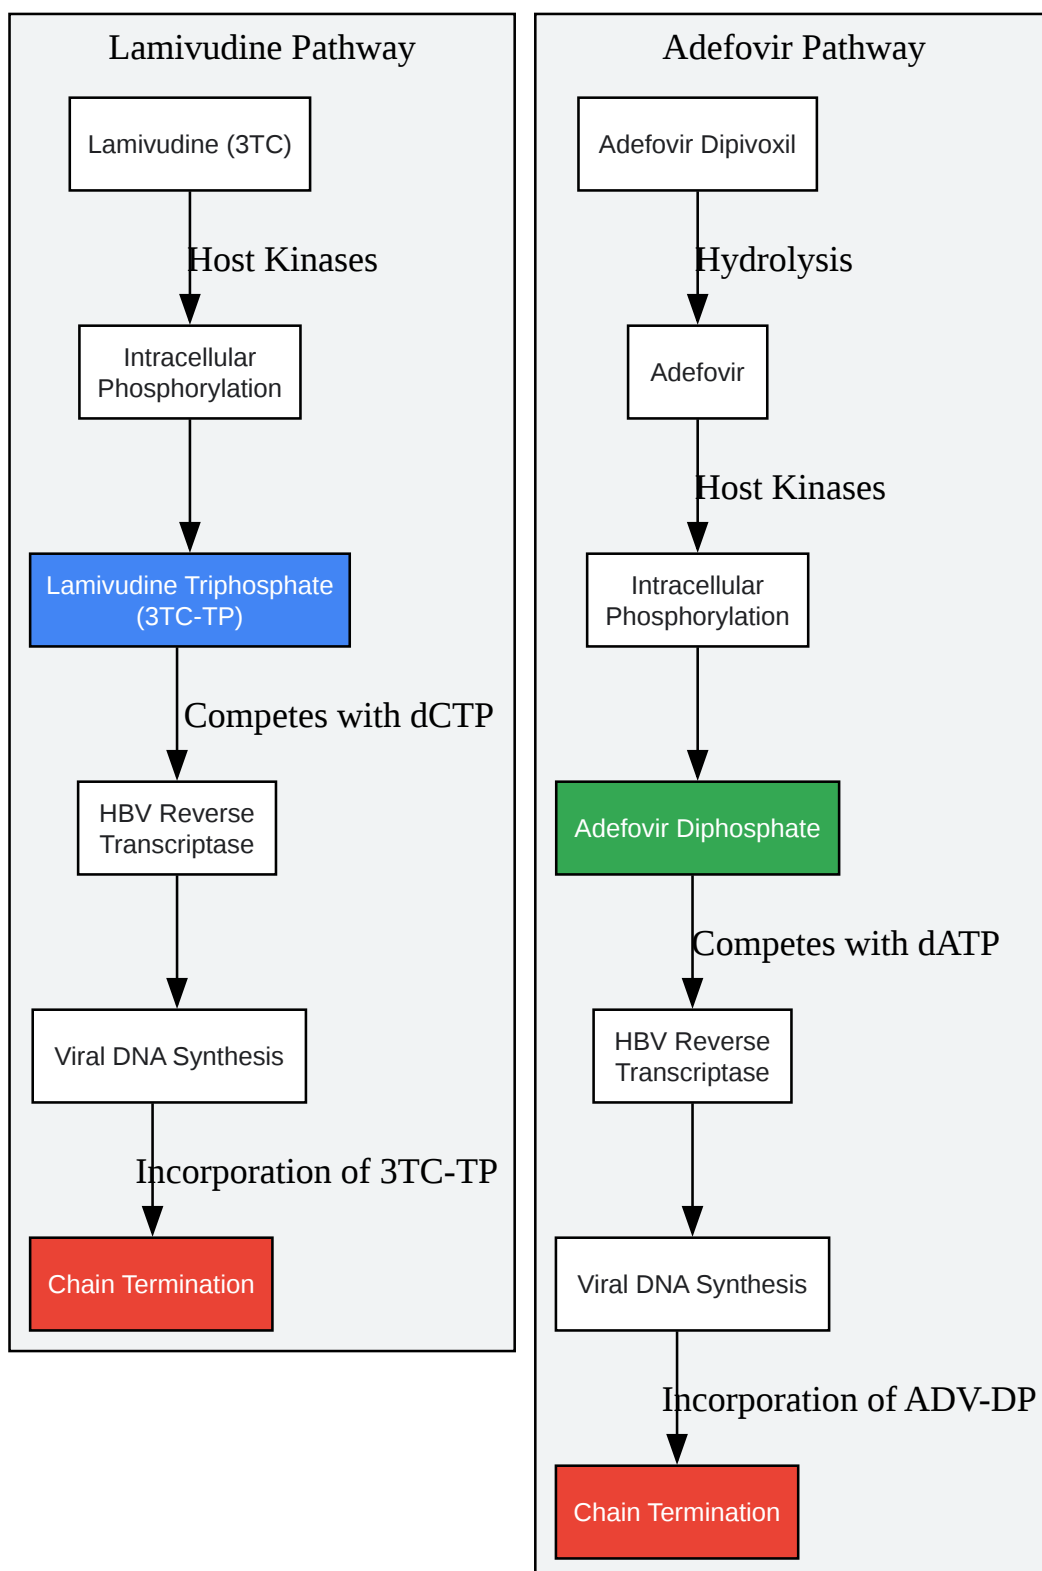 Lamivudine Pathway
Lamivudine (3TC)
Host Kinases
Intracellular
Phosphorylation
Lamivudine Triphosphate
(3TC-TP)
Competes with dCTP
HBV Reverse
Transcriptase
Viral DNA Synthesis
Incorporation of 3TC-TP
Chain Termination
Adefovir Pathway
Adefovir Dipivoxil
Hydrolysis
Adefovir
Host Kinases
Intracellular
Phosphorylation
Adefovir Diphosphate
Competes with dATP
HBV Reverse
Transcriptase
Viral DNA Synthesis
Incorporation of ADV-DP
Chain Termination